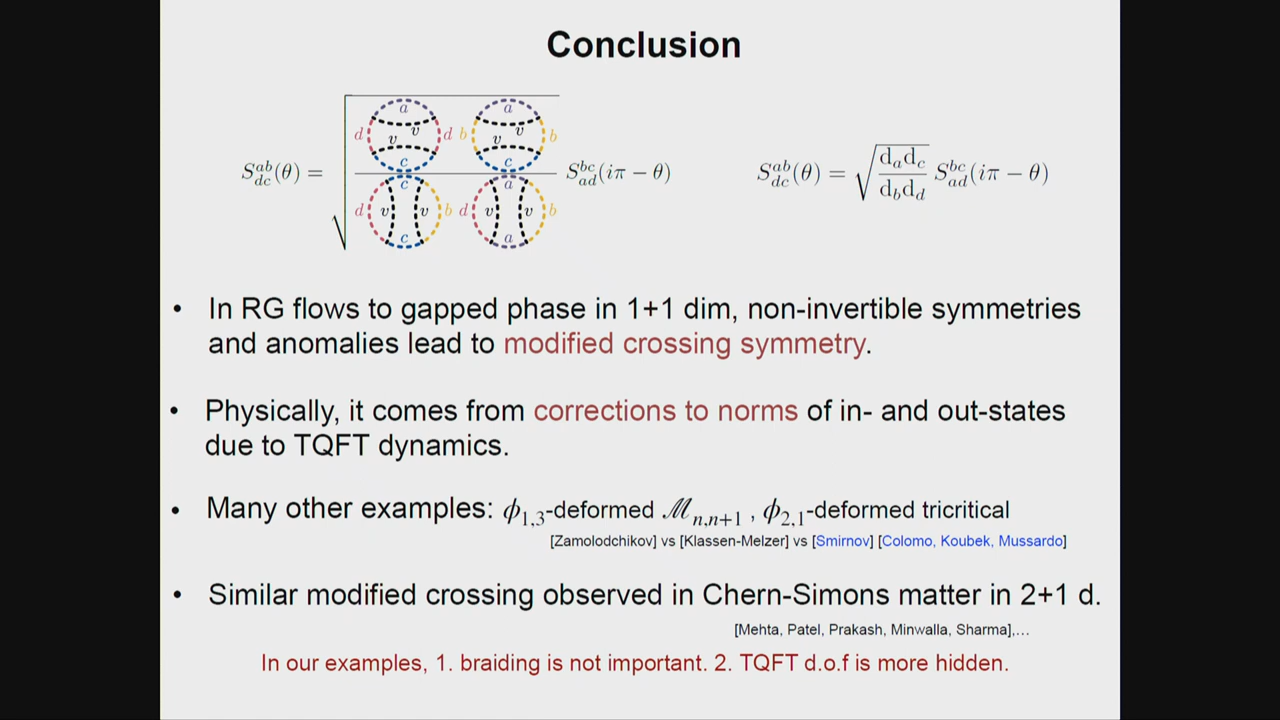 Conclusion
a a
d v v d b v v b
S^{ab}_{dc}(θ) = √ c c S^{bc}_{ad}(iπ − θ) S^{ab}_{dc}(θ) = √(d_a d_c / d_b d_d) S^{bc}_{ad}(iπ − θ)
c a
d v v b d v v b
c a
• In RG flows to gapped phase in 1+1 dim, non-invertible symmetries
and anomalies lead to modified crossing symmetry.
• Physically, it comes from corrections to norms of in- and out-states
due to TQFT dynamics.
• Many other examples: ϕ_{1,3}-deformed ℳ_{n,n+1} , ϕ_{2,1}-deformed tricritical
[Zamolodchikov] vs [Klassen-Melzer] vs [Smirnov] [Colomo, Koubek, Mussardo]
• Similar modified crossing observed in Chern-Simons matter in 2+1 d.
[Mehta, Patel, Prakash, Minwalla, Sharma],...
In our examples, 1. braiding is not important. 2. TQFT d.o.f is more hidden.